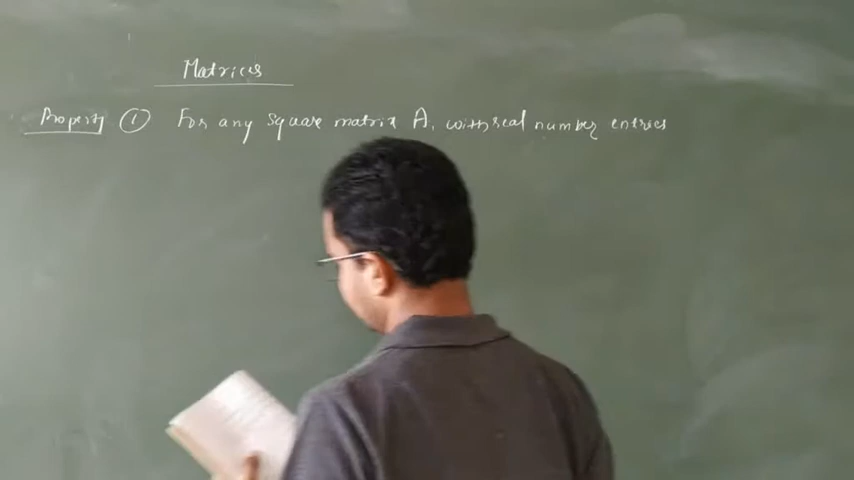 Matrices
Property ① For any square matrix A, with real number entries